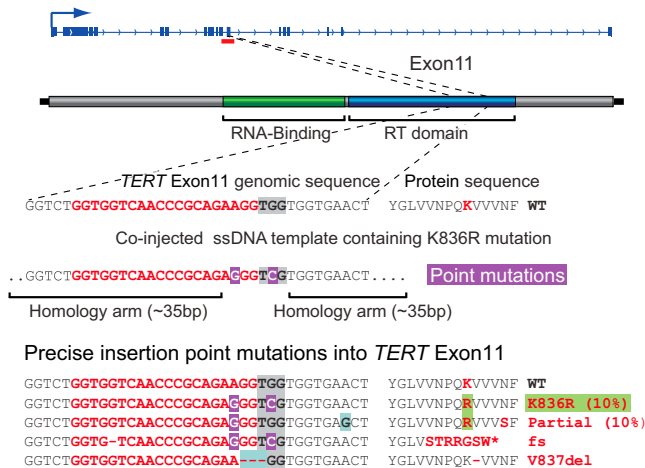 Exon11
RNA-Binding RT domain
TERT Exon11 genomic sequence Protein sequence
GGTCTGGTGGTCAACCCGCAGAAGGTGGTGGTGAACT YGLVVNPQKVVVNF WT
Co-injected ssDNA template containing K836R mutation
..GGTCTGGTGGTCAACCCGCAGAGGGTCGTGGTGAACT.... Point mutations
Homology arm (~35bp) Homology arm (~35bp)
Precise insertion point mutations into TERT Exon11
GGTCTGGTGGTCAACCCGCAGAAGGTGGTGGTGAACT YGLVVNPQKVVVNF WT
GGTCTGGTGGTCAACCCGCAGAGGGTCGTGGTGAACT YGLVVNPQRVVVNF K836R (10%)
GGTCTGGTGGTCAACCCGCAGAGGGTGGTGGTGAGCT YGLVVNPQRVVVSF Partial (10%)
GGTG-TGGTCAACCCGCAGAGGGTCGTGGTGAACT YGLVSTRRGSW* fs
GGTCTGGTGGTCAACCCGCAGAA---GGTGGTGAACT YGLVVNPQK-VVNF V837del